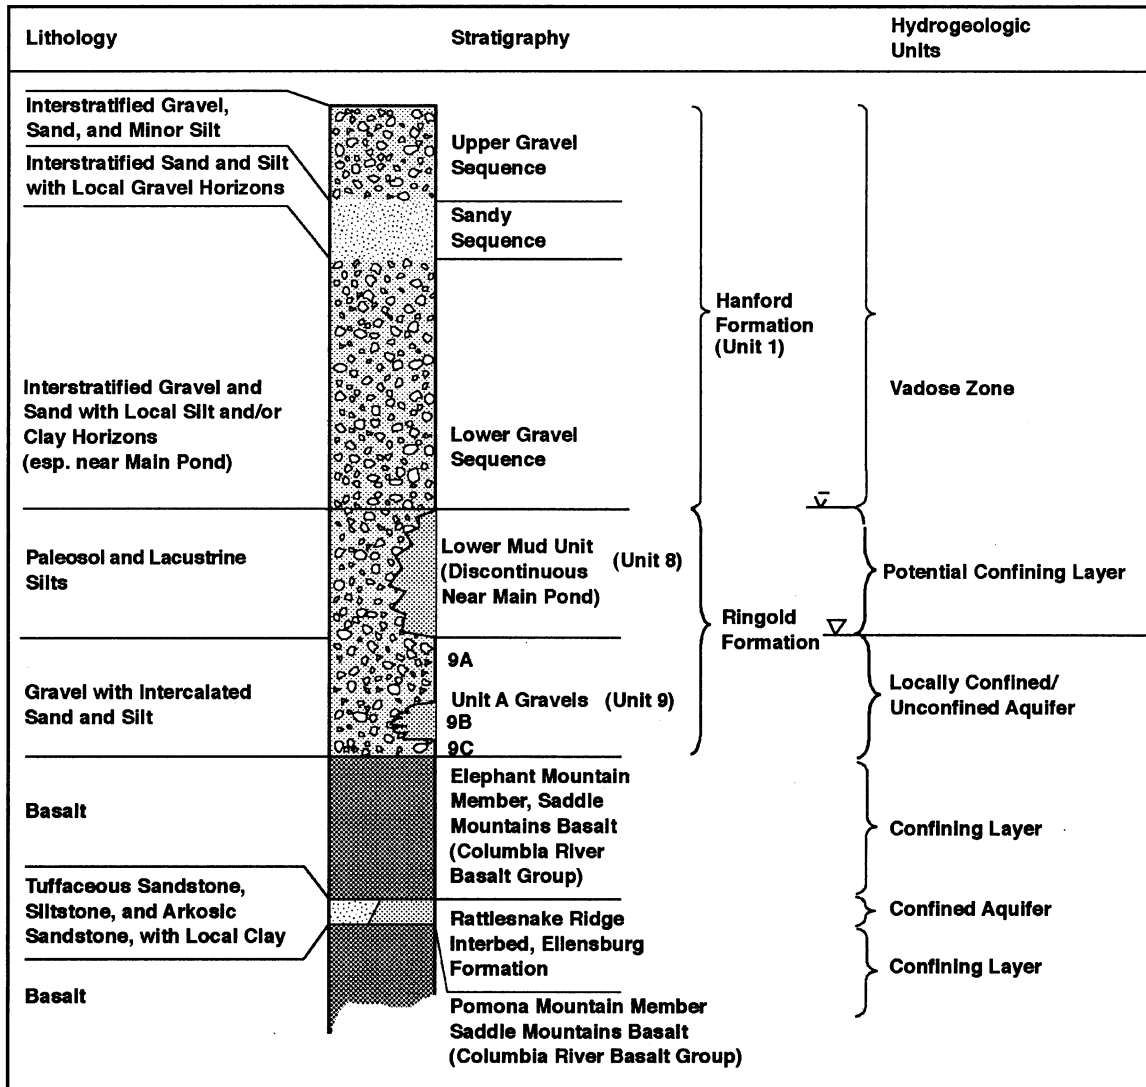 Lithology
Stratigraphy
Hydrogeologic
Units
Interstratified Gravel,
Sand, and Minor Silt
Interstratified Sand and Silt
with Local Gravel Horizons
Interstratified Gravel and
Sand with Local Silt and/or
Clay Horizons
(esp. near Main Pond)
Paleosol and Lacustrine
Silts
Gravel with Intercalated
Sand and Silt
Basalt
Tuffaceous Sandstone,
Siltstone, and Arkosic
Sandstone, with Local Clay
Basalt
Upper Gravel
Sequence
Sandy
Sequence
Lower Gravel
Sequence
Lower Mud Unit (Unit 8)
(Discontinuous
Near Main Pond)
9A
Unit A Gravels (Unit 9)
9B
9C
Elephant Mountain
Member, Saddle
Mountains Basalt
(Columbia River
Basalt Group)
Rattlesnake Ridge
Interbed, Ellensburg
Formation
Pomona Mountain Member
Saddle Mountains Basalt
(Columbia River Basalt Group)
Hanford
Formation
(Unit 1)
Ringold
Formation
Vadose Zone
Potential Confining Layer
Locally Confined/
Unconfined Aquifer
Confining Layer
Confined Aquifer
Confining Layer